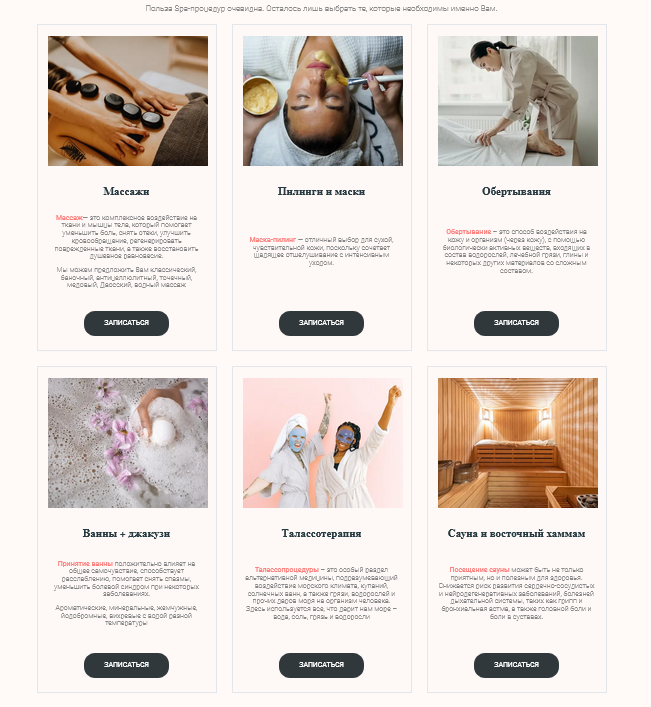 Польза Spa-процедур очевидна. Осталось лишь выбрать те, которые необходимы именно Вам.
Массажи
Массаж– это комплексное воздействие на
ткани и мышцы тела, который помогает
уменьшить боль, снять отёки, улучшить
кровообращение, регенерировать
поврежденные ткани, а также восстановить
душевное равновесие.
Мы можем предложить Вам классический,
баночный, антицеллюлитный, точечный,
медовый, Даосский, водный массаж
ЗАПИСАТЬСЯ
Пилинги и маски
Маска-пилинг – отличный выбор для сухой,
чувствительной кожи, поскольку сочетает
щадящее отшелушивание с интенсивным
уходом.
ЗАПИСАТЬСЯ
Обертывания
Обертывание – это способ воздействия на
кожу и организм (через кожу), с помощью
биологически активных веществ, входящих в
состав водорослей, лечебной грязи, глины и
некоторых других материалов со сложным
составом.
ЗАПИСАТЬСЯ
Ванны + джакузи
Принятие ванны положительно влияет на
общее самочувствие, способствует
расслаблению, помогает снять спазмы,
уменьшить болевой синдром при некоторых
заболеваниях.
Ароматические, минеральные, жемчужные,
йодобромные, вихревые с водой разной
температуры
ЗАПИСАТЬСЯ
Талассотерапия
Талассопроцедуры – это особый раздел
альтернативной медицины, подразумевающий
воздействие морского климата, купаний,
солнечных ванн, а также грязи, водорослей и
прочих даров моря на организм человека.
Здесь используется все, что дарит нам море –
вода, соль, грязь и водоросли
ЗАПИСАТЬСЯ
Сауна и восточный хаммам
Посещение сауны может быть не только
приятным, но и полезным для здоровья.
Снижается риск развития сердечно-сосудистых
и нейродегенеративных заболеваний, болезней
дыхательной системы, таких как грипп и
бронхиальная астма, а также головной боли и
боли в суставах.
ЗАПИСАТЬСЯ